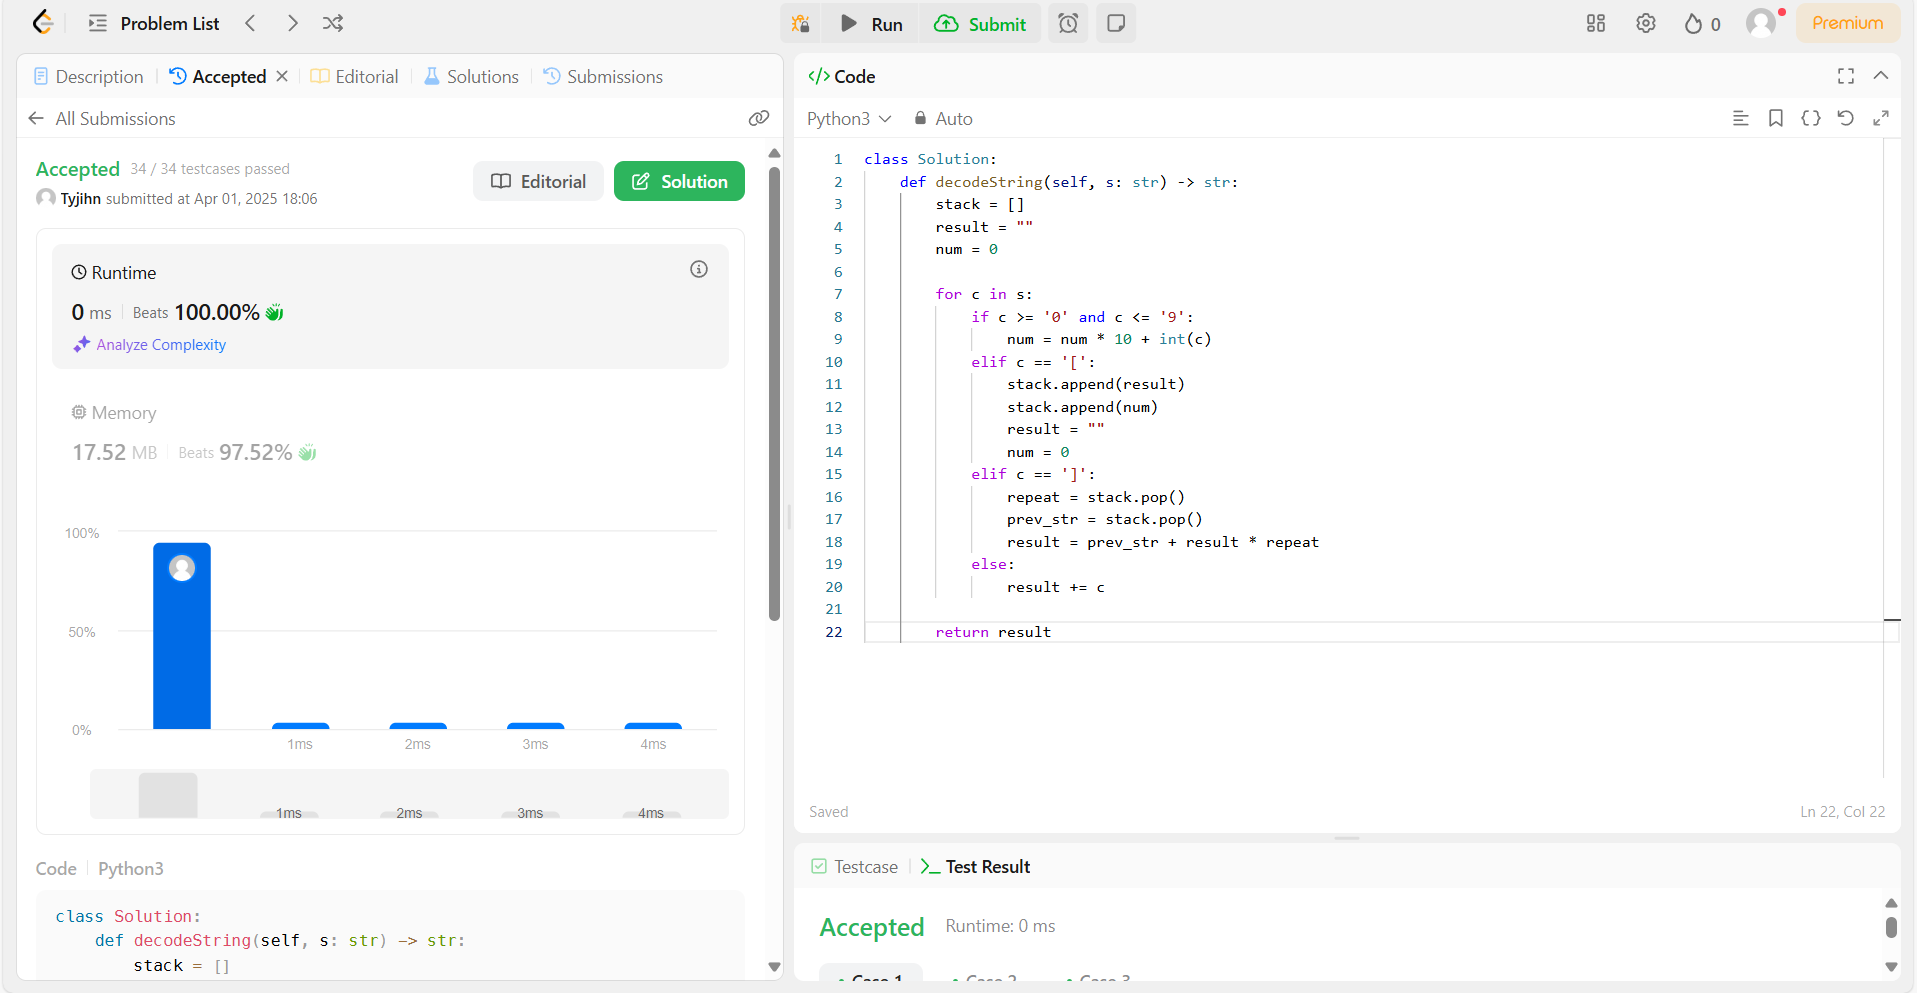 Problem List
Run
Submit
0
Premium
Description
Accepted
Editorial
Solutions
Submissions
All Submissions
Accepted
34 / 34 testcases passed
Tyjihn submitted at Apr 01, 2025 18:06
Editorial
Solution
Runtime
0 ms
Beats 100.00%
Analyze Complexity
Memory
17.52 MB
Beats 97.52%
100%
50%
0%
1ms
2ms
3ms
4ms
1ms
2ms
3ms
4ms
Code
Python3
class Solution:
    def decodeString(self, s: str) -> str:
        stack = []
</> Code
Python3
Auto
1 class Solution:
2     def decodeString(self, s: str) -> str:
3         stack = []
4         result = ""
5         num = 0
6
7         for c in s:
8             if c >= '0' and c <= '9':
9                 num = num * 10 + int(c)
10             elif c == '[':
11                 stack.append(result)
12                 stack.append(num)
13                 result = ""
14                 num = 0
15             elif c == ']':
16                 repeat = stack.pop()
17                 prev_str = stack.pop()
18                 result = prev_str + result * repeat
19             else:
20                 result += c
21
22         return result
Saved
Ln 22, Col 22
Testcase
Test Result
Accepted
Runtime: 0 ms
Case 1
Case 2
Case 3